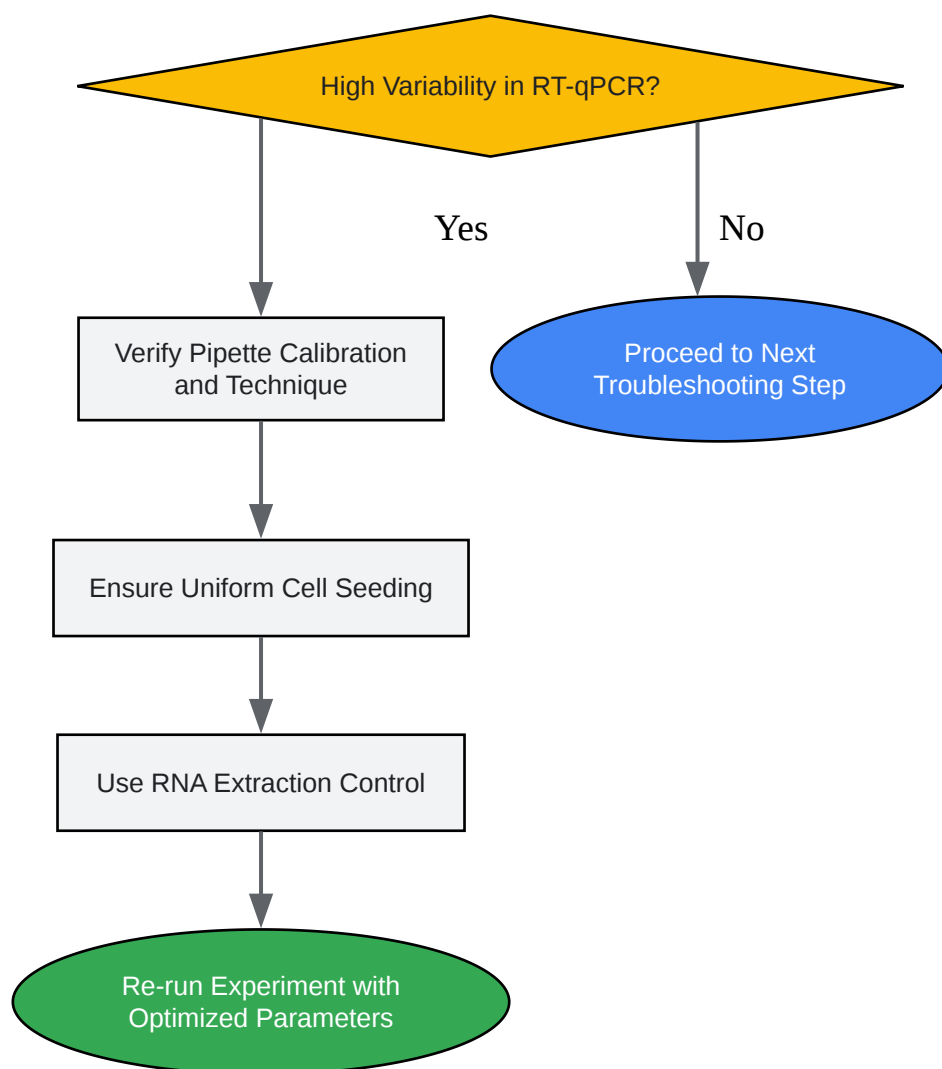 High Variability in RT-qPCR?
Yes
No
Verify Pipette Calibration
and Technique
Proceed to Next
Troubleshooting Step
Ensure Uniform Cell Seeding
Use RNA Extraction Control
Re-run Experiment with
Optimized Parameters